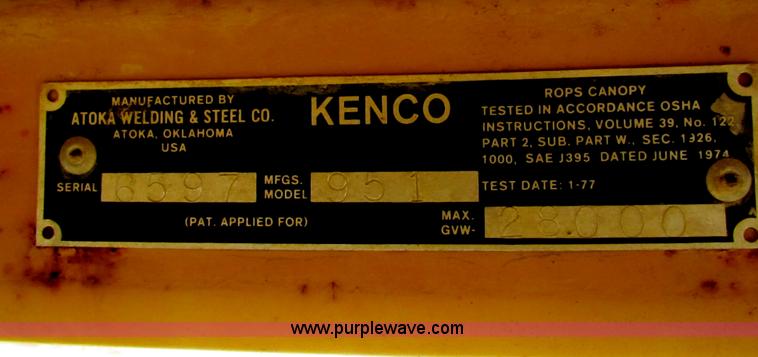 MANUFACTURED BY
ATOKA WELDING & STEEL CO.
ATOKA, OKLAHOMA
USA
KENCO
ROPS CANOPY
TESTED IN ACCORDANCE OSHA
INSTRUCTIONS, VOLUME 39, No. 122
PART 2, SUB. PART W., SEC. 1926,
1000, SAE J395 DATED JUNE 1974
SERIAL 6597 MFGS. MODEL 951
TEST DATE: 1-77
(PAT. APPLIED FOR)
MAX. GVW- 28,000
www.purplewave.com